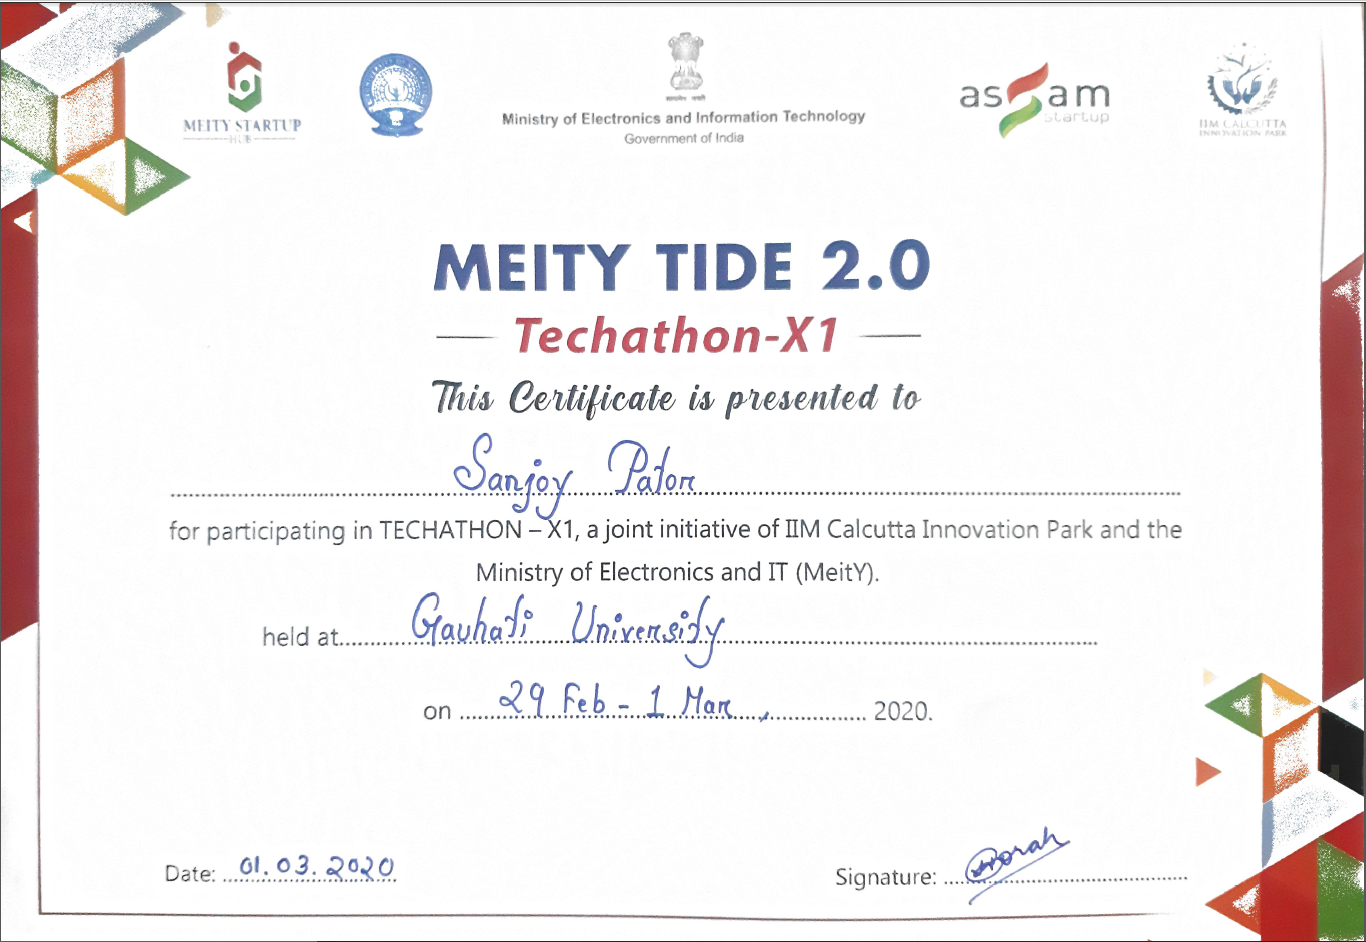 MEITY STARTUP
HUB
सत्यमेव जयते
Ministry of Electronics and Information Technology
Government of India
assam
startup
IIM CALCUTTA
INNOVATION PARK
MEITY TIDE 2.0
Techathon-X1
This Certificate is presented to
Sanjoy Pator
for participating in TECHATHON – X1, a joint initiative of IIM Calcutta Innovation Park and the
Ministry of Electronics and IT (MeitY).
held at Gauhati University
on 29 Feb - 1 Mar, 2020.
Date: 01.03.2020
Signature: Borah